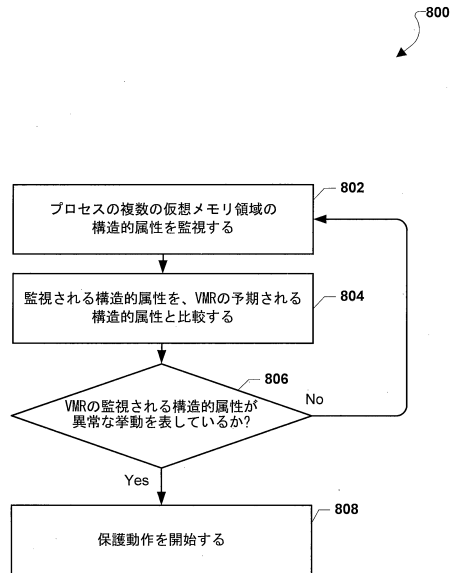 800
802
プロセスの複数の仮想メモリ領域の
構造的属性を監視する
804
監視される構造的属性を、VMRの予期される
構造的属性と比較する
806
VMRの監視される構造的属性が
異常な挙動を表しているか?
No
Yes
808
保護動作を開始する